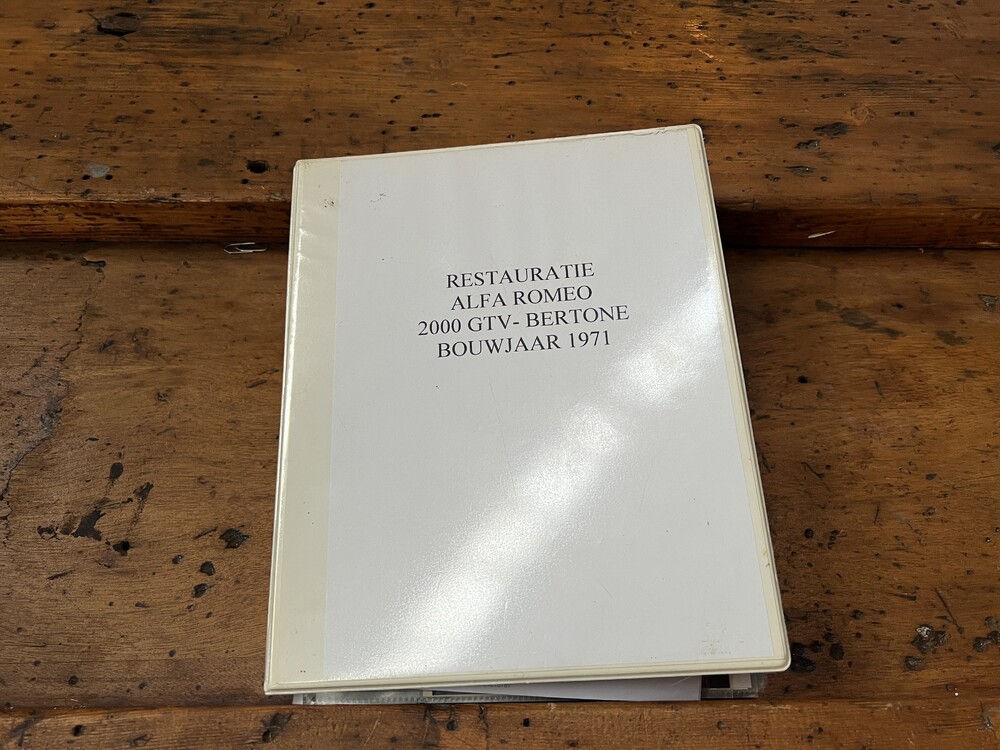 RESTAURATIE
ALFA ROMEO
2000 GTV- BERTONE
BOUWJAAR 1971